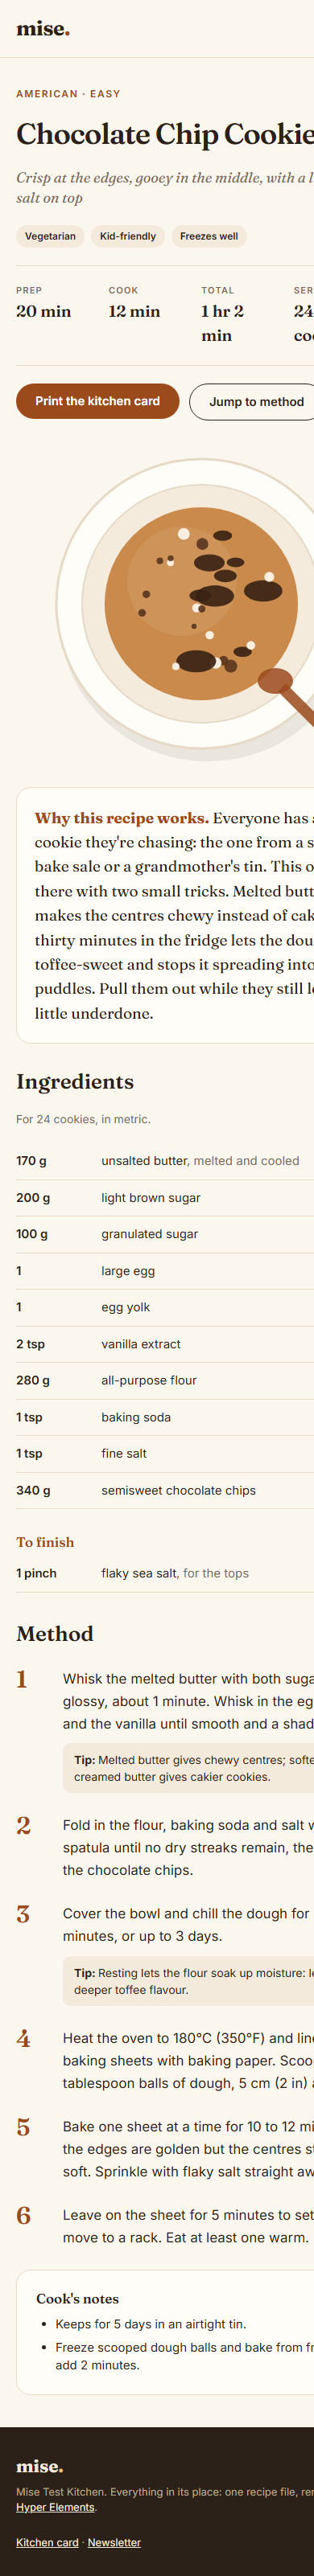 mise.
AMERICAN · EASY
Chocolate Chip Cookie
Crisp at the edges, gooey in the middle, with a
salt on top
Vegetarian Kid-friendly Freezes well
PREP COOK TOTAL SER
20 min 12 min 1 hr 2 24
min coo
Print the kitchen card Jump to method
Why this recipe works. Everyone has
cookie they're chasing: the one from a
bake sale or a grandmother's tin. This
there with two small tricks. Melted butt
makes the centres chewy instead of cak
thirty minutes in the fridge lets the dou
toffee-sweet and stops it spreading into
puddles. Pull them out while they still
little underdone.
Ingredients
For 24 cookies, in metric.
170 g unsalted butter, melted and cooled
200 g light brown sugar
100 g granulated sugar
1 large egg
1 egg yolk
2 tsp vanilla extract
280 g all-purpose flour
1 tsp baking soda
1 tsp fine salt
340 g semisweet chocolate chips
To finish
1 pinch flaky sea salt, for the tops
Method
1 Whisk the melted butter with both suga
glossy, about 1 minute. Whisk in the eg
and the vanilla until smooth and a shad
Tip: Melted butter gives chewy centres; softe
creamed butter gives cakier cookies.
2 Fold in the flour, baking soda and salt
spatula until no dry streaks remain, the
the chocolate chips.
3 Cover the bowl and chill the dough for
minutes, or up to 3 days.
Tip: Resting lets the flour soak up moisture:
deeper toffee flavour.
4 Heat the oven to 180°C (350°F) and line
baking sheets with baking paper. Scoo
tablespoon balls of dough, 5 cm (2 in)
5 Bake one sheet at a time for 10 to 12 mi
the edges are golden but the centres st
soft. Sprinkle with flaky salt straight aw
6 Leave on the sheet for 5 minutes to set
move to a rack. Eat at least one warm.
Cook's notes
• Keeps for 5 days in an airtight tin.
• Freeze scooped dough balls and bake from fr
add 2 minutes.
mise.
Mise Test Kitchen. Everything in its place: one recipe file,
Hyper Elements.
Kitchen card · Newsletter